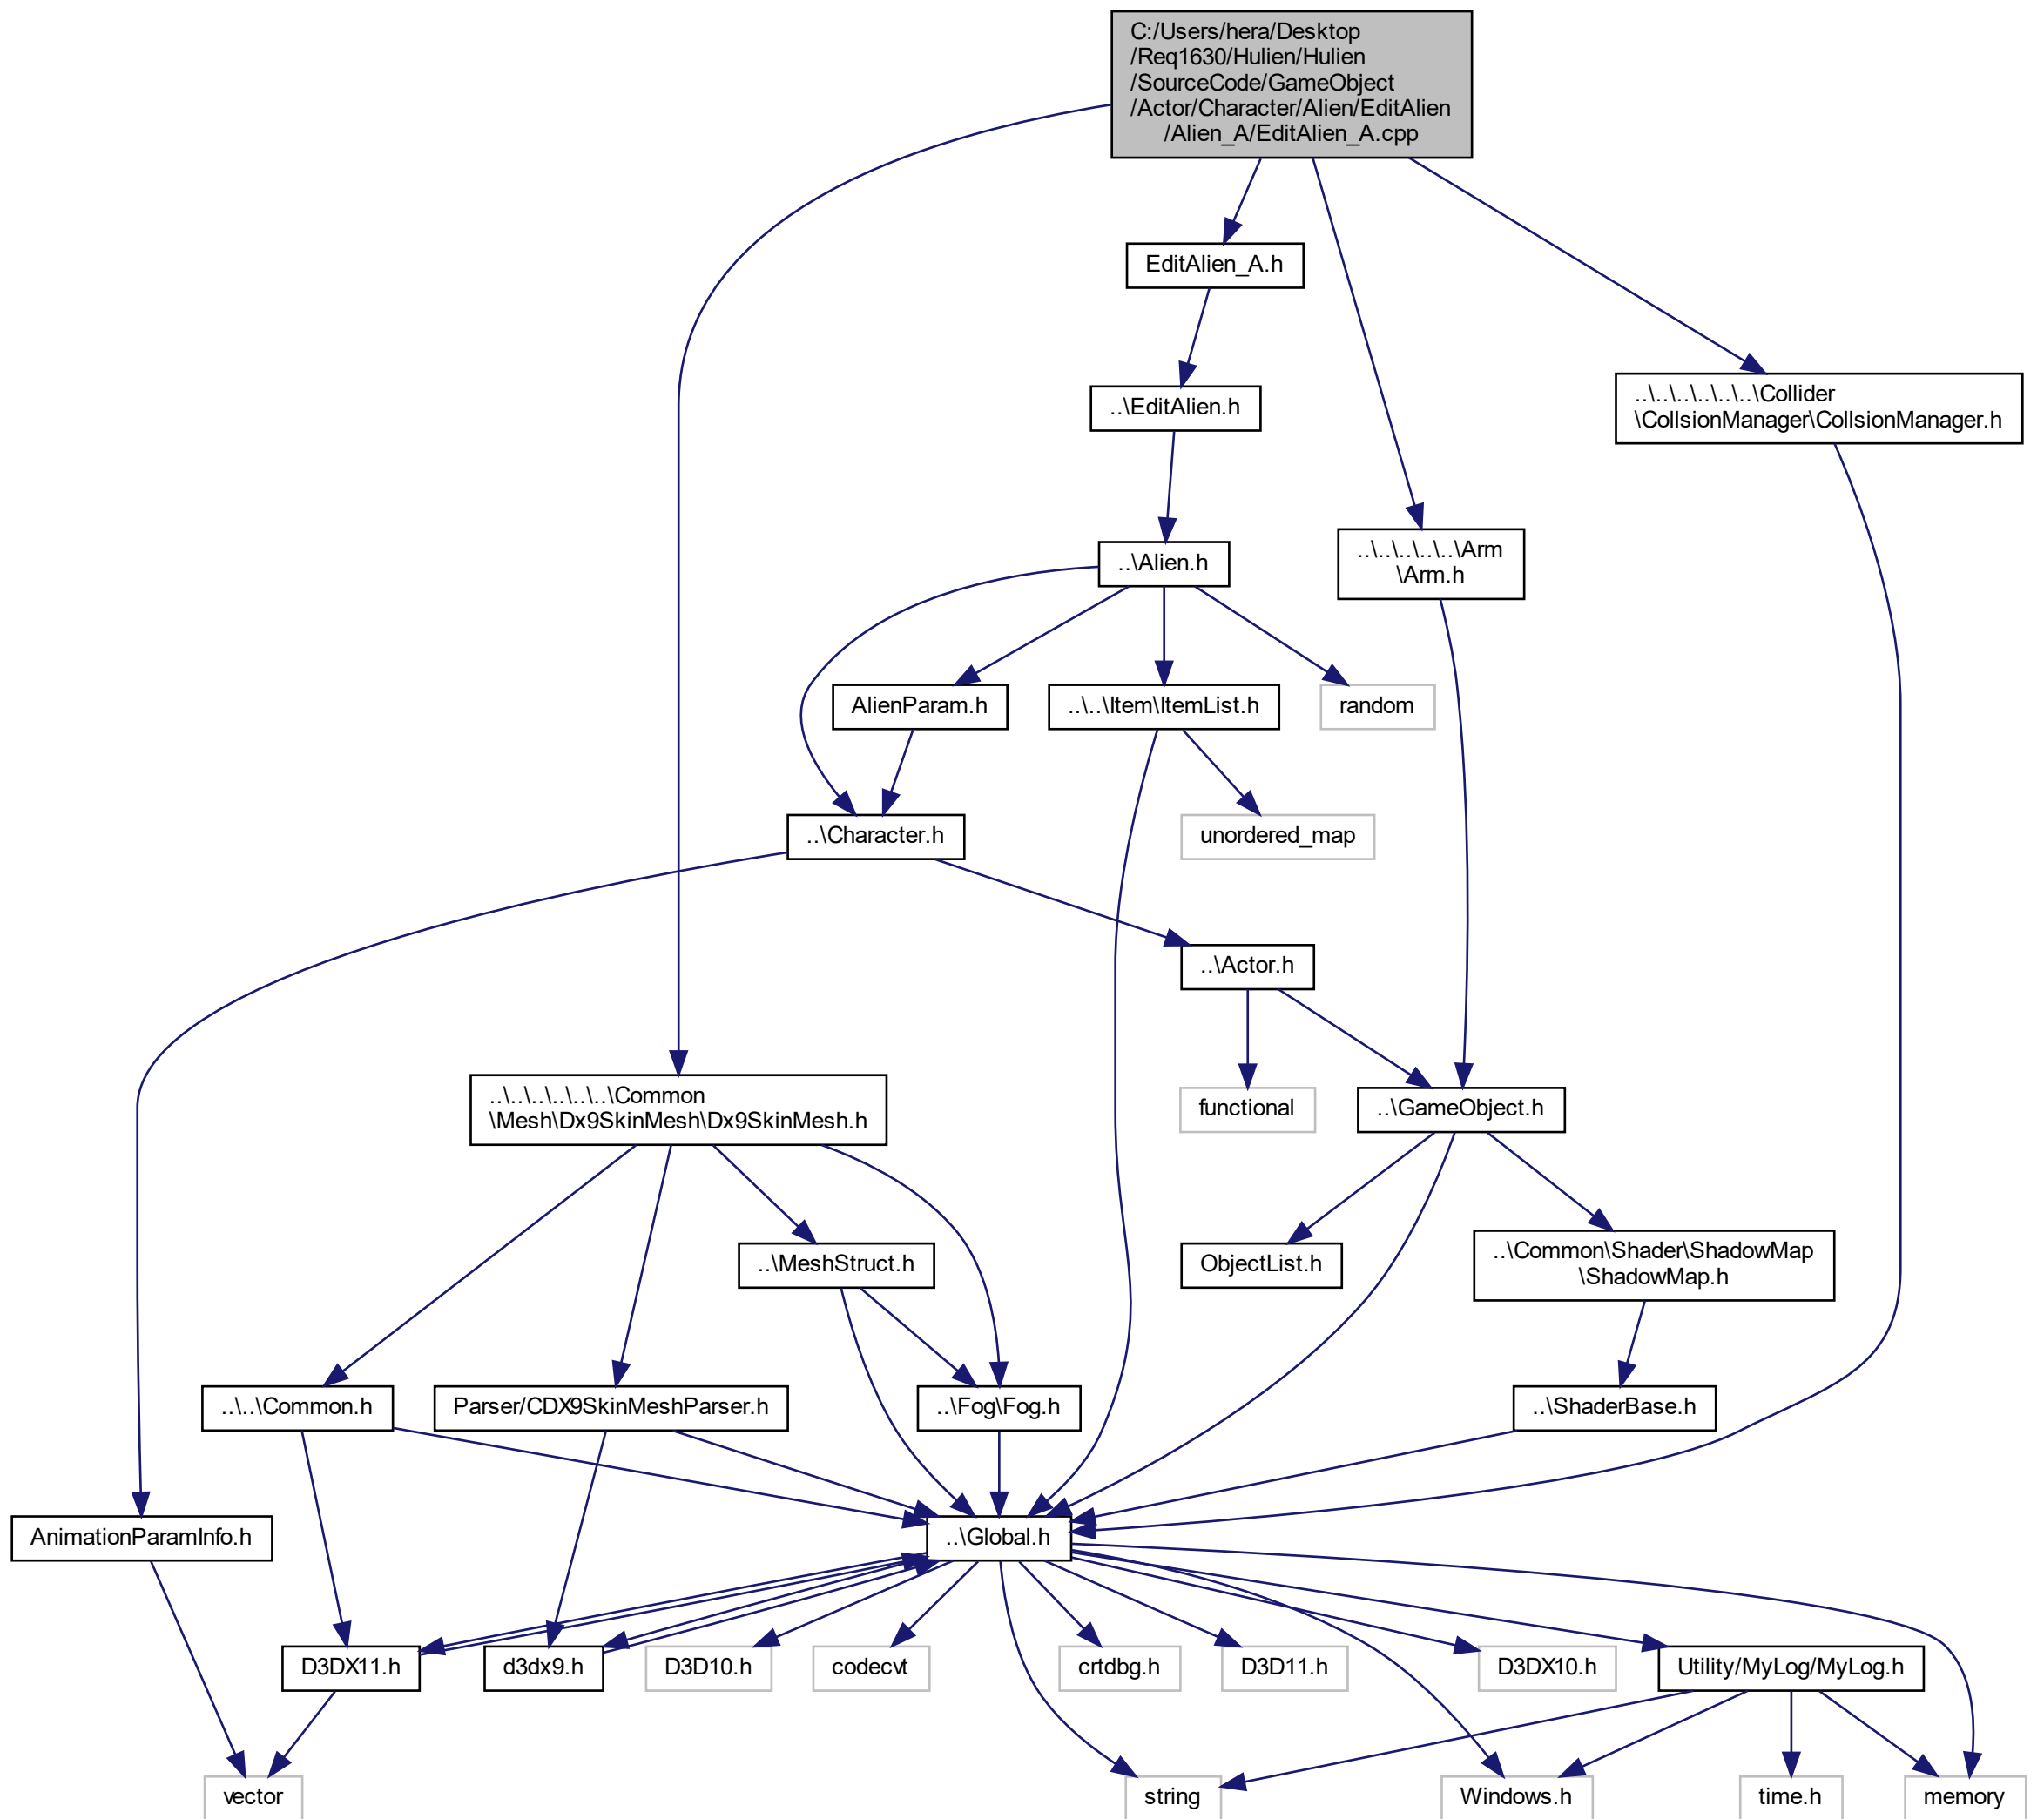 C:/Users/hera/Desktop
/Req1630/Hulien/Hulien
/SourceCode/GameObject
/Actor/Character/Alien/EditAlien
/Alien_A/EditAlien_A.cpp
EditAlien_A.h
..\..\..\..\..\..\Collider
\CollsionManager\CollsionManager.h
..\EditAlien.h
..\Alien.h
..\..\..\..\..\Arm
\Arm.h
AlienParam.h
..\..\Item\ItemList.h
random
..\Character.h
unordered_map
..\Actor.h
..\..\..\..\..\..\Common
\Mesh\Dx9SkinMesh\Dx9SkinMesh.h
functional
..\GameObject.h
..\MeshStruct.h
ObjectList.h
..\Common\Shader\ShadowMap
\ShadowMap.h
..\..\Common.h
Parser/CDX9SkinMeshParser.h
..\Fog\Fog.h
..\ShaderBase.h
AnimationParamInfo.h
..\Global.h
D3DX11.h
d3dx9.h
D3D10.h
codecvt
crtdbg.h
D3D11.h
D3DX10.h
Utility/MyLog/MyLog.h
vector
string
Windows.h
time.h
memory